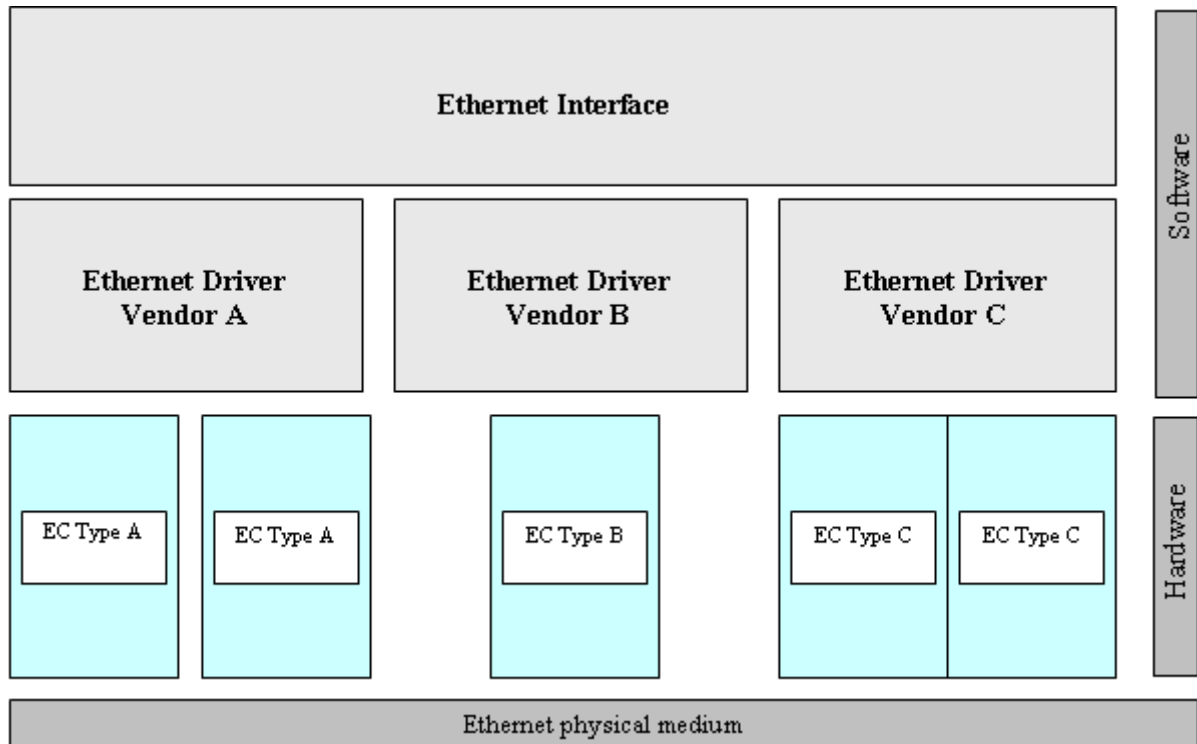 Ethernet Interface
Software
Ethernet Driver
Vendor A
Ethernet Driver
Vendor B
Ethernet Driver
Vendor C
EC Type A
EC Type A
EC Type B
EC Type C
EC Type C
Hardware
Ethernet physical medium